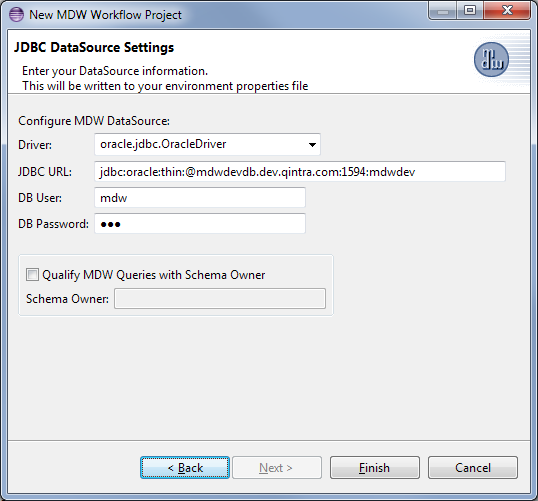 New MDW Workflow Project
JDBC DataSource Settings
Enter your DataSource information.
This will be written to your environment properties file
mdw
Configure MDW DataSource:
Driver: oracle.jdbc.OracleDriver
JDBC URL: jdbc:oracle:thin:@mdwdevdb.dev.qintra.com:1594:mdwdev
DB User: mdw
DB Password: ●●●
Qualify MDW Queries with Schema Owner
Schema Owner:
< Back Next > Finish Cancel